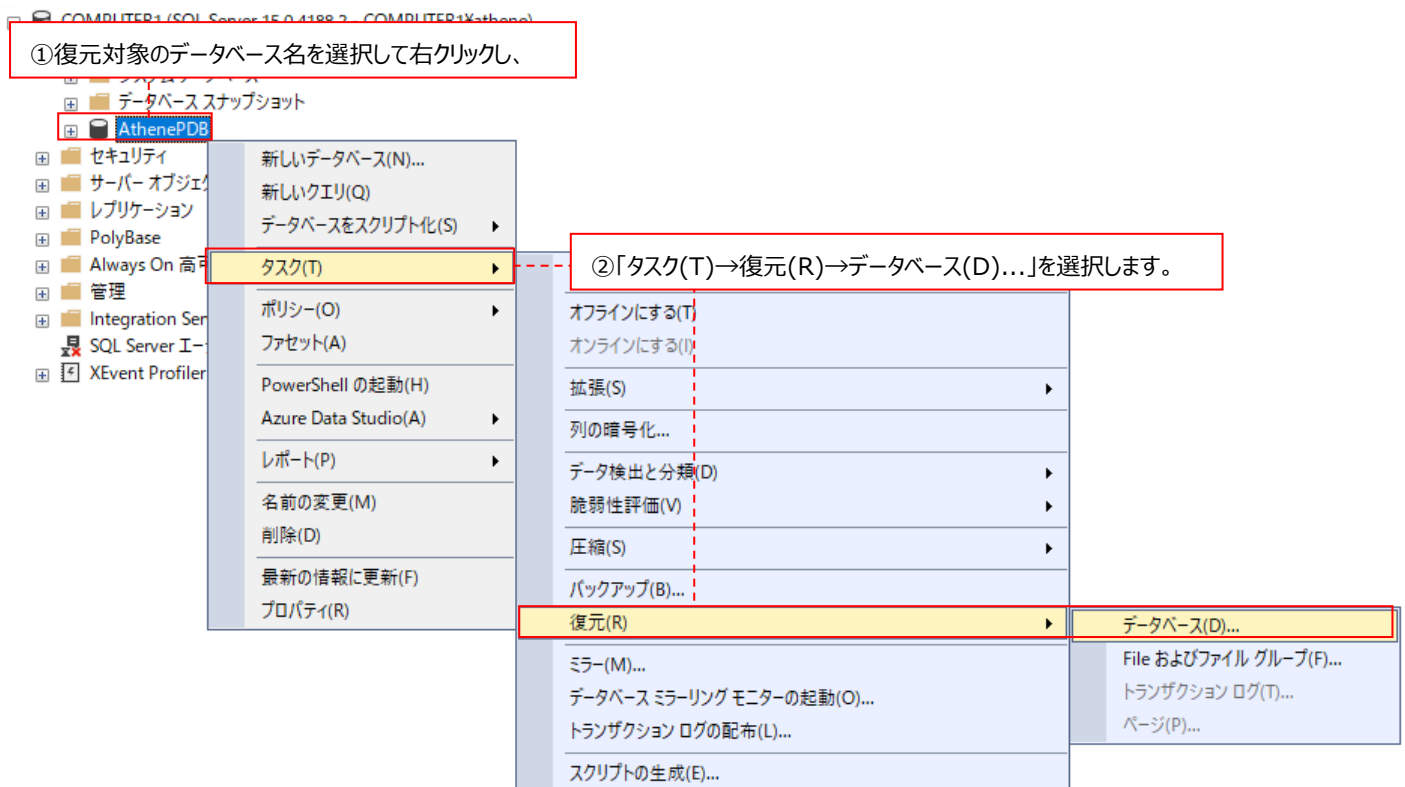 COMPUTER1 (SQL Server 15.0.4188.2 - COMPUTER1¥athene)
①復元対象のデータベース名を選択して右クリックし、
データベース スナップショット
AthenePDB
セキュリティ
サーバー オブジェク
レプリケーション
PolyBase
Always On 高可
管理
Integration Ser
SQL Server エー
XEvent Profiler
新しいデータベース(N)...
新しいクエリ(Q)
データベースをスクリプト化(S)
タスク(T)
ポリシー(O)
ファセット(A)
PowerShell の起動(H)
Azure Data Studio(A)
レポート(P)
名前の変更(M)
削除(D)
最新の情報に更新(F)
プロパティ(R)
②「タスク(T)→復元(R)→データベース(D)...」を選択します。
オフラインにする(T)
オンラインにする(I)
拡張(S)
列の暗号化...
データ検出と分類(D)
脆弱性評価(V)
圧縮(S)
バックアップ(B)...
復元(R)
ミラー(M)...
データベース ミラーリング モニターの起動(O)...
トランザクション ログの配布(L)...
スクリプトの生成(E)...
データベース(D)...
File およびファイル グループ(F)...
トランザクション ログ(T)...
ページ(P)...